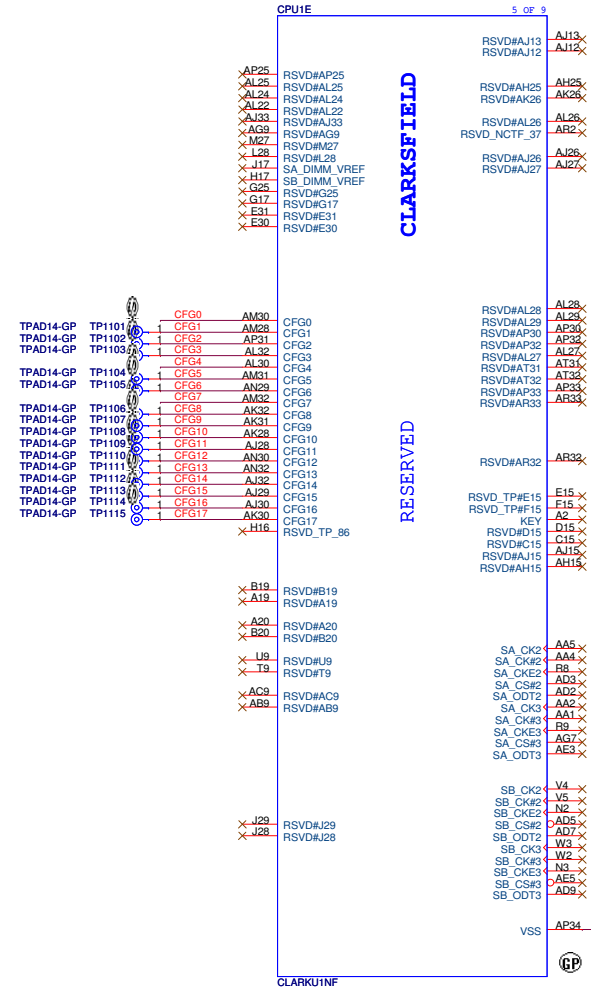 CPU1E 5 OF 9
AP25 RSVD#AP25
AL25 RSVD#AL25
AL24 RSVD#AL24
AL22 RSVD#AL22
AJ33 RSVD#AJ33
AG9 RSVD#AG9
M27 RSVD#M27
L28 RSVD#L28
J17 SA_DIMM_VREF
H17 SB_DIMM_VREF
G25 RSVD#G25
G17 RSVD#G17
E31 RSVD#E31
E30 RSVD#E30
CLARKSFIELD
RSVD#AJ13 AJ13
RSVD#AJ12 AJ12
RSVD#AH25 AH25
RSVD#AK26 AK26
RSVD#AL26 AL26
RSVD_NCTF_37 AR2
RSVD#AJ26 AJ26
RSVD#AJ27 AJ27
CFG0 AM30 CFG0
TPAD14-GP TP1101 1 CFG1 AM28 CFG1
TPAD14-GP TP1102 1 CFG2 AP31 CFG2
TPAD14-GP TP1103 1 CFG3 AL32 CFG3
CFG4 AL30 CFG4
TPAD14-GP TP1104 1 CFG5 AM31 CFG5
TPAD14-GP TP1105 1 CFG6 AN29 CFG6
CFG7 AM32 CFG7
TPAD14-GP TP1106 1 CFG8 AK32 CFG8
TPAD14-GP TP1107 1 CFG9 AK31 CFG9
TPAD14-GP TP1108 1 CFG10 AK28 CFG10
TPAD14-GP TP1109 1 CFG11 AJ28 CFG11
TPAD14-GP TP1110 1 CFG12 AN30 CFG12
TPAD14-GP TP1111 1 CFG13 AN32 CFG13
TPAD14-GP TP1112 1 CFG14 AJ32 CFG14
TPAD14-GP TP1113 1 CFG15 AJ29 CFG15
TPAD14-GP TP1114 1 CFG16 AJ30 CFG16
TPAD14-GP TP1115 1 CFG17 AK30 CFG17
H16 RSVD_TP_86
RESERVED
RSVD#AL28 AL28
RSVD#AL29 AL29
RSVD#AP30 AP30
RSVD#AP32 AP32
RSVD#AL27 AL27
RSVD#AT31 AT31
RSVD#AT32 AT32
RSVD#AP33 AP33
RSVD#AR33 AR33
RSVD#AR32 AR32
RSVD_TP#E15 E15
RSVD_TP#F15 F15
KEY A2
RSVD#D15 D15
RSVD#C15 C15
RSVD#AJ15 AJ15
RSVD#AH15 AH15
B19 RSVD#B19
A19 RSVD#A19
A20 RSVD#A20
B20 RSVD#B20
U9 RSVD#U9
T9 RSVD#T9
AC9 RSVD#AC9
AB9 RSVD#AB9
J29 RSVD#J29
J28 RSVD#J28
SA_CK2 AA5
SA_CK#2 AA4
SA_CKE2 R8
SA_CS#2 AD3
SA_ODT2 AD2
SA_CK3 AA2
SA_CK#3 AA1
SA_CKE3 R9
SA_CS#3 AG7
SA_ODT3 AE3
SB_CK2 V4
SB_CK#2 V5
SB_CKE2 N2
SB_CS#2 AD5
SB_ODT2 AD7
SB_CK3 W3
SB_CK#3 W2
SB_CKE3 N3
SB_CS#3 AE5
SB_ODT3 AD9
VSS AP34
GP
CLARKU1NF